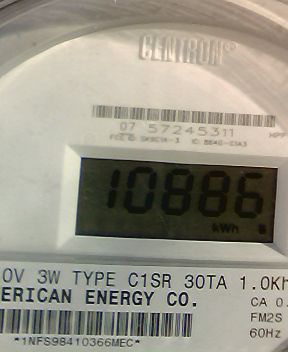 CENTRON®
07 57245311
10886
kWh
0V 3W TYPE C1SR 30TA 1.0Kh
ERICAN ENERGY CO.
CA 0.
FM2S
60Hz
*1NFS98410366MEC*